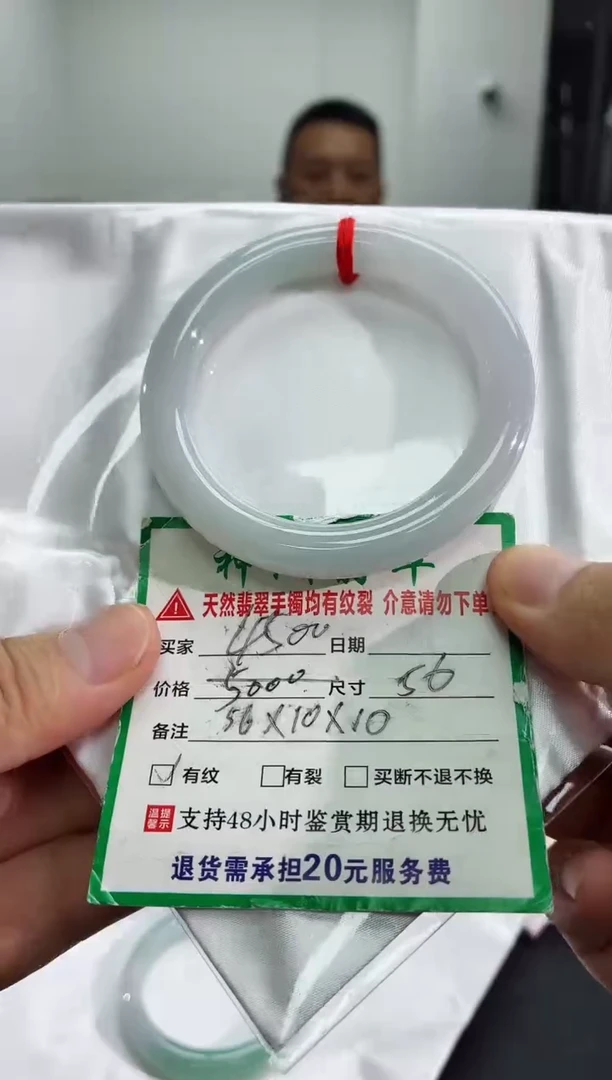 天然翡翠手镯均有纹裂 介意请勿下单
买家 4500 日期
价格 5000 尺寸 56
备注 56X10X10
☑有纹 ☐有裂 ☐买断不退不换
温馨提示 支持48小时鉴赏期退换无忧
退货需承担20元服务费